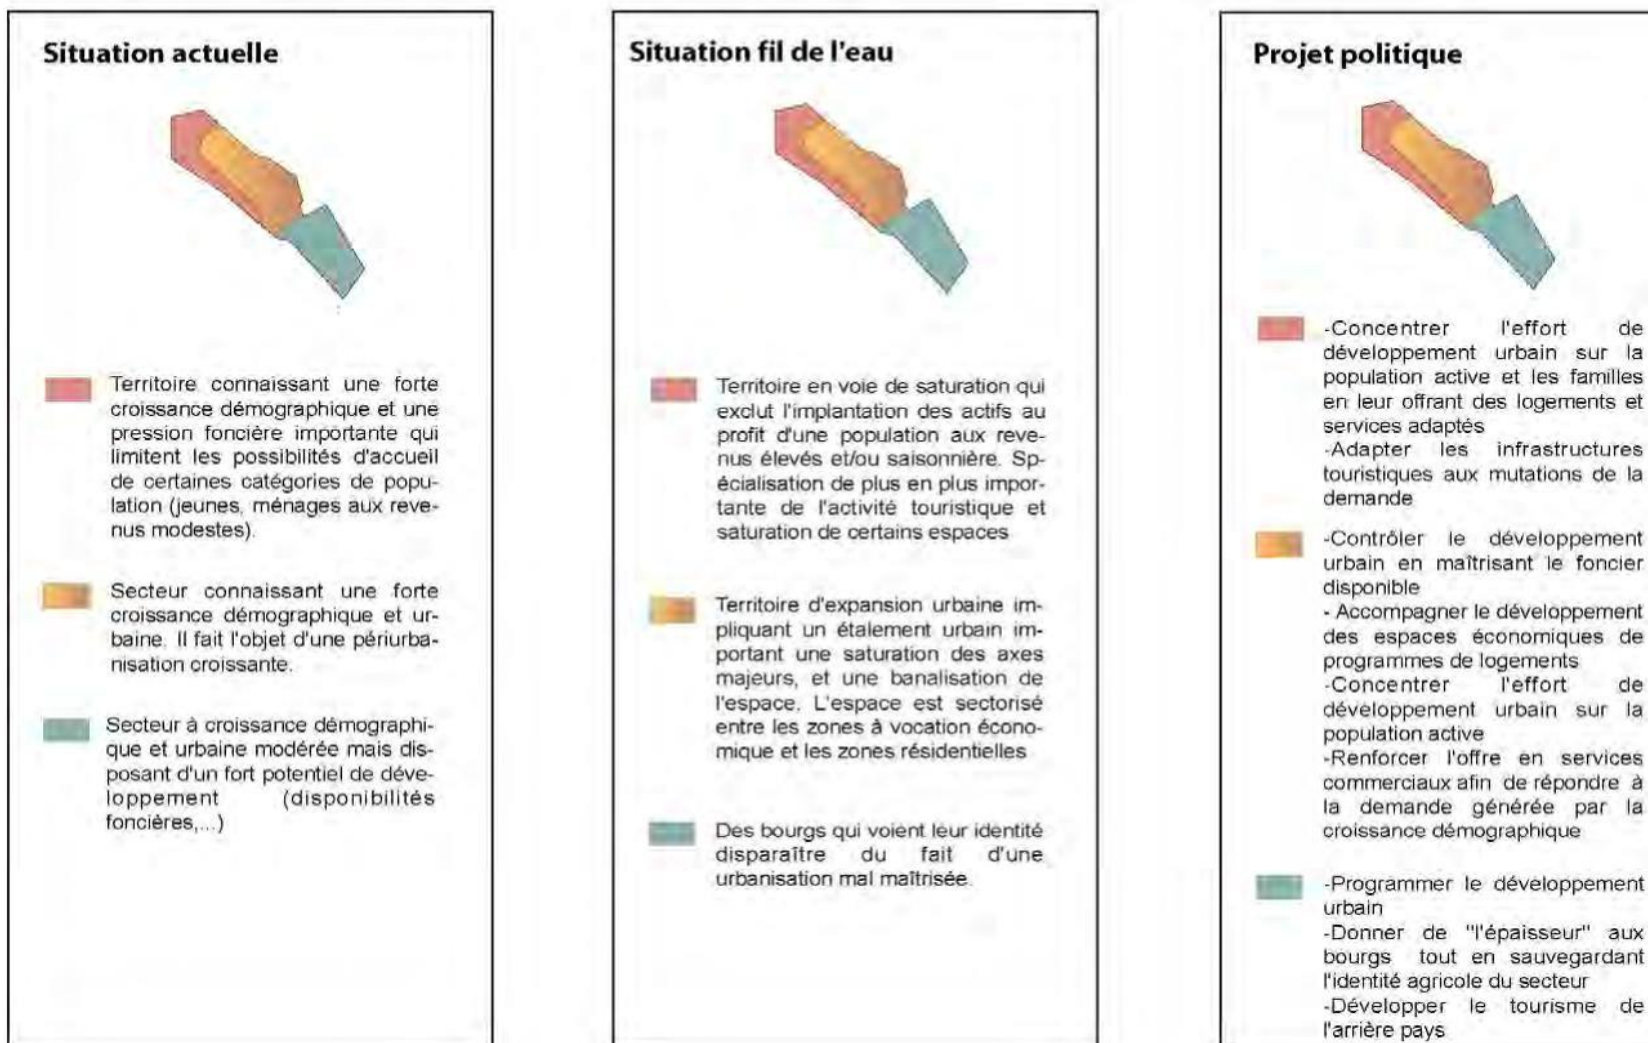 Situation actuelle
Territoire connaissant une forte
croissance démographique et une
pression foncière importante qui
limitent les possibilités d'accueil
de certaines catégories de popu-
lation (jeunes, ménages aux reve-
nus modestes).
Secteur connaissant une forte
croissance démographique et ur-
baine. Il fait l'objet d'une périurba-
nisation croissante.
Secteur à croissance démographi-
que et urbaine modérée mais dis-
posant d'un fort potentiel de déve-
loppement (disponibilités
foncières,...)
Situation fil de l'eau
Territoire en voie de saturation qui
exclut l'implantation des actifs au
profit d'une population aux reve-
nus élevés et/ou saisonnière. Sp-
écialisation de plus en plus impor-
tante de l'activité touristique et
saturation de certains espaces
Territoire d'expansion urbaine im-
pliquant un étalement urbain im-
portant une saturation des axes
majeurs, et une banalisation de
l'espace. L'espace est sectorisé
entre les zones à vocation écono-
mique et les zones résidentielles
Des bourgs qui voient leur identité
disparaître du fait d'une
urbanisation mal maîtrisée.
Projet politique
-Concentrer l'effort de
développement urbain sur la
population active et les familles
en leur offrant des logements et
services adaptés
-Adapter les infrastructures
touristiques aux mutations de la
demande
-Contrôler le développement
urbain en maîtrisant le foncier
disponible
- Accompagner le développement
des espaces économiques de
programmes de logements
-Concentrer l'effort de
développement urbain sur la
population active
-Renforcer l'offre en services
commerciaux afin de répondre à
la demande générée par la
croissance démographique
-Programmer le développement
urbain
-Donner de "l'épaisseur" aux
bourgs tout en sauvegardant
l'identité agricole du secteur
-Développer le tourisme de
l'arrière pays